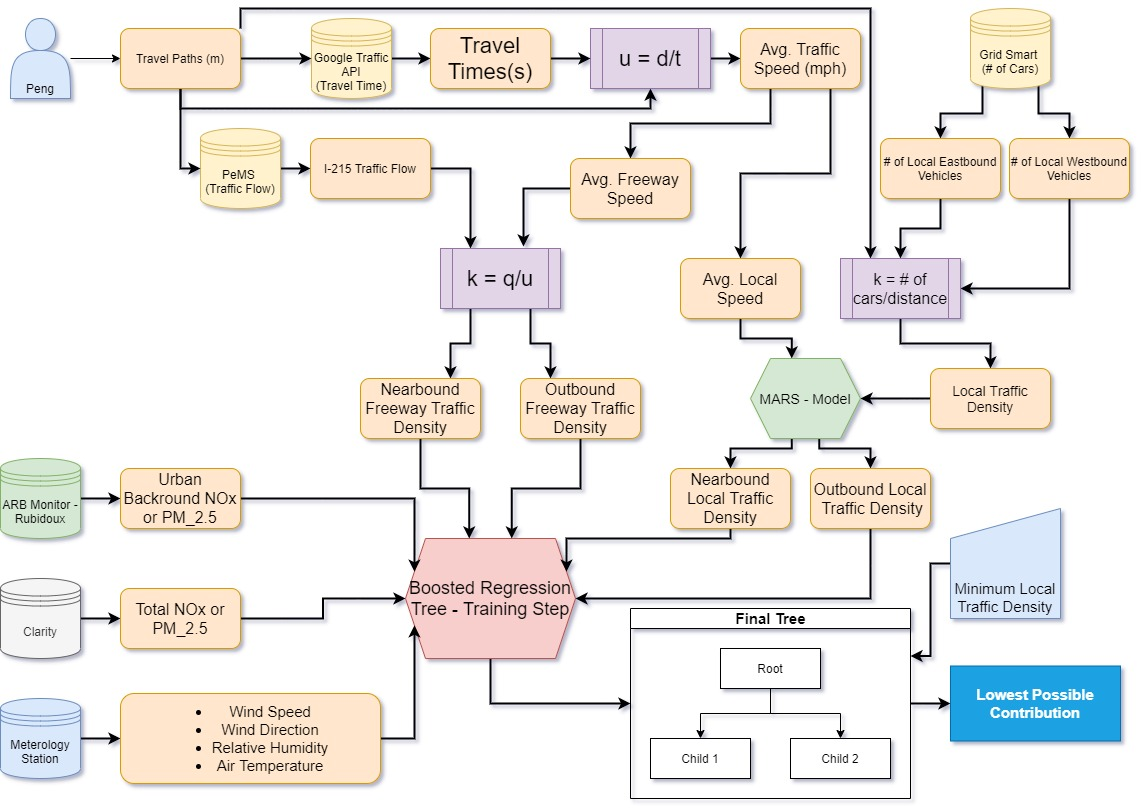 Peng
Travel Paths (m)
Google Traffic
API
(Travel Time)
Travel
Times(s)
u = d/t
Avg. Traffic
Speed (mph)
Grid Smart
(# of Cars)
PeMS
(Traffic Flow)
I-215 Traffic Flow
Avg. Freeway
Speed
# of Local Eastbound
Vehicles
# of Local Westbound
Vehicles
k = q/u
Avg. Local
Speed
k = # of
cars/distance
Nearbound
Freeway Traffic
Density
Outbound
Freeway Traffic
Density
MARS - Model
Local Traffic
Density
ARB Monitor -
Rubidoux
Urban
Backround NOx
or PM_2.5
Nearbound
Local Traffic
Density
Outbound Local
Traffic Density
Clarity
Total NOx or
PM_2.5
Boosted Regression
Tree - Training Step
Minimum Local
Traffic Density
Final Tree
Root
Child 1
Child 2
Lowest Possible
Contribution
Meterology
Station
• Wind Speed
• Wind Direction
• Relative Humidity
• Air Temperature